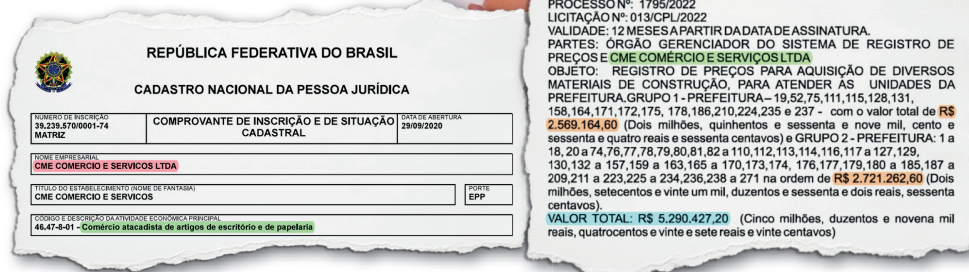 REPÚBLICA FEDERATIVA DO BRASIL
CADASTRO NACIONAL DA PESSOA JURÍDICA
NÚMERO DE INSCRIÇÃO
39.239.570/0001-74
MATRIZ
COMPROVANTE DE INSCRIÇÃO E DE SITUAÇÃO
CADASTRAL
DATA DE ABERTURA
29/09/2020
NOME EMPRESARIAL
CME COMERCIO E SERVICOS LTDA
TÍTULO DO ESTABELECIMENTO (NOME DE FANTASIA)
CME COMERCIO E SERVICOS
PORTE
EPP
CÓDIGO E DESCRIÇÃO DA ATIVIDADE ECONÔMICA PRINCIPAL
46.47-8-01 - Comércio atacadista de artigos de escritório e de papelaria
PROCESSO Nº: 1795/2022
LICITAÇÃO Nº: 013/CPL/2022
VALIDADE: 12 MESES A PARTIR DA DATA DE ASSINATURA.
PARTES: ÓRGÃO GERENCIADOR DO SISTEMA DE REGISTRO DE
PREÇOS E CME COMÉRCIO E SERVIÇOS LTDA
OBJETO: REGISTRO DE PREÇOS PARA AQUISIÇÃO DE DIVERSOS
MATERIAIS DE CONSTRUÇÃO, PARA ATENDER AS UNIDADES DA
PREFEITURA.GRUPO 1 - PREFEITURA – 19,52,75,111,115,128,131,
158,164,171,172,175, 178,186,210,224,235 e 237 - com o valor total de R$
2.569.164,60 (Dois milhões, quinhentos e sessenta e nove mil, cento e
sessenta e quatro reais e sessenta centavos) e GRUPO 2 - PREFEITURA: 1 a
18, 20 a 74,76,77,78,79,80,81,82 a 110,112,113,114,116,117 a 127,129,
130,132 a 157,159 a 163,165 a 170,173,174, 176,177,179,180 a 185,187 a
209,211 a 223,225 a 234,236,238 a 271 na ordem de R$ 2.721.262,60 (Dois
milhões, setecentos e vinte um mil, duzentos e sessenta e dois reais, sessenta
centavos).
VALOR TOTAL: R$ 5.290.427,20 (Cinco milhões, duzentos e novena mil
reais, quatrocentos e vinte e sete reais e vinte centavos)